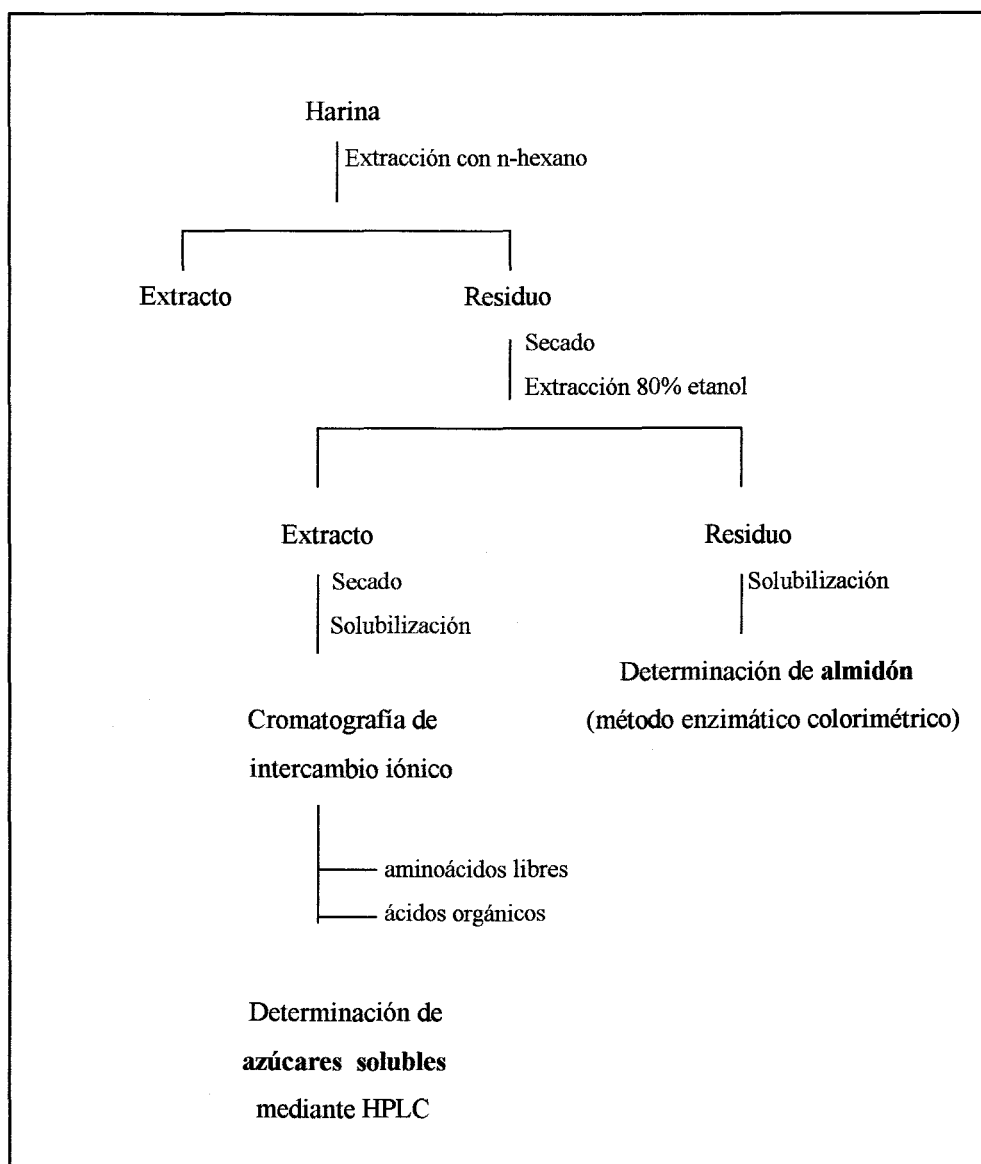 Harina
Extracción con n-hexano
Extracto
Residuo
Secado
Extracción 80% etanol
Extracto
Residuo
Secado
Solubilización
Solubilización
Determinación de almidón
(método enzimático colorimétrico)
Cromatografía de
intercambio iónico
aminoácidos libres
ácidos orgánicos
Determinación de
azúcares solubles
mediante HPLC